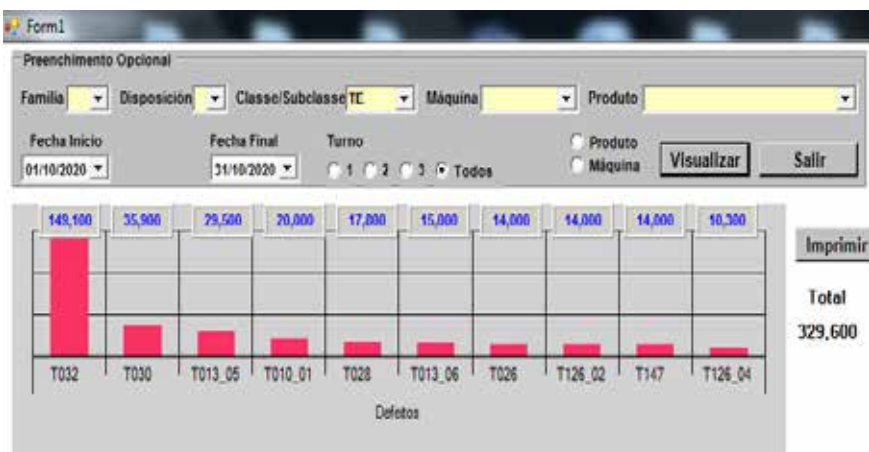 Form1
Preenchimento Opcional
Familia Disposición Classe/Subclasse TE Máquina Produto
Fecha Inicio Fecha Final Turno Produto
01/10/2020 31/10/2020 1 2 3 Todos Máquina Visualizar Salir
149,100 35,900 29,500 20,000 17,800 15,000 14,000 14,000 14,000 10,300
Imprimir
Total
329,600
T032 T030 T013_05 T010_01 T028 T013_06 T026 T126_02 T147 T126_04
Defeitos